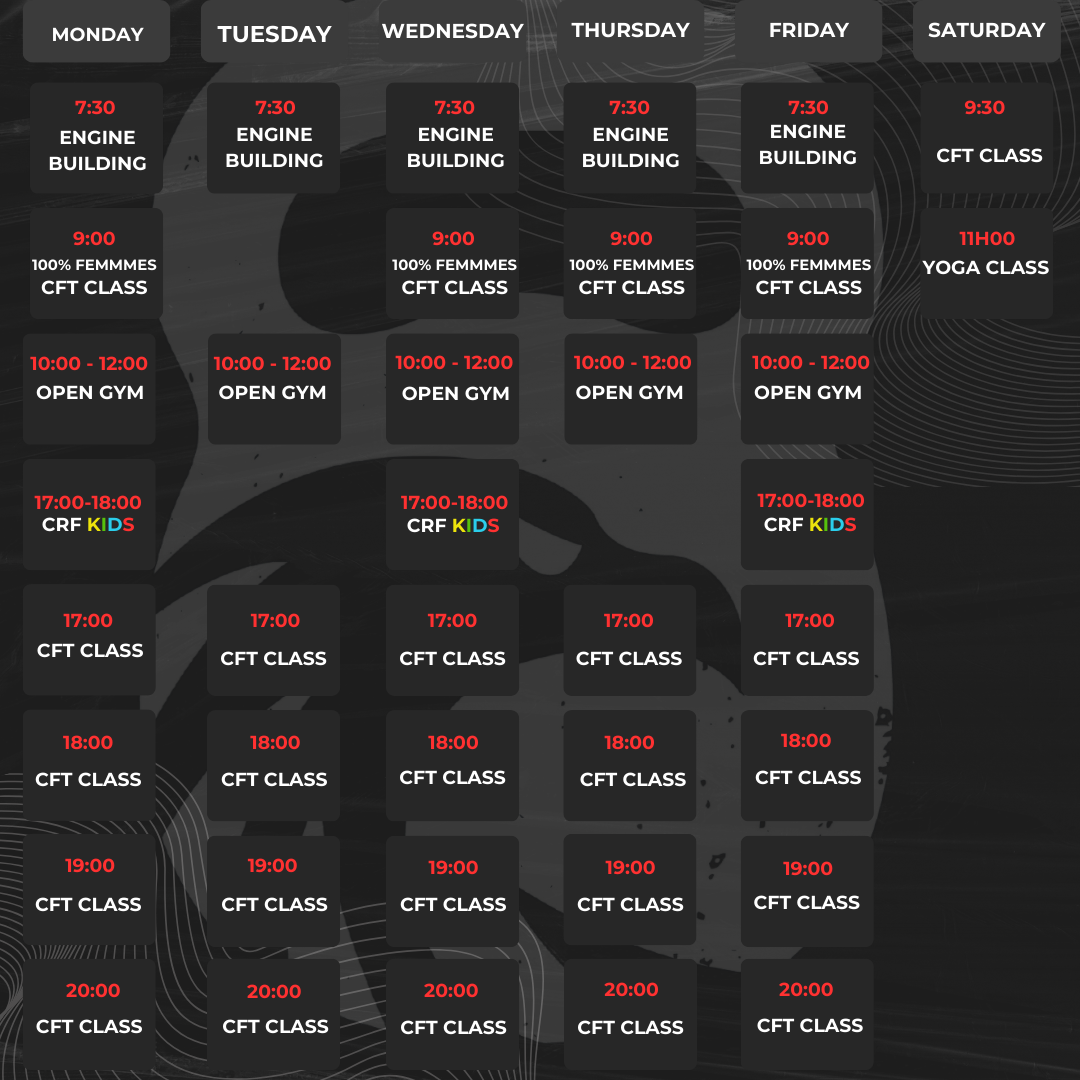 MONDAY
TUESDAY
WEDNESDAY
THURSDAY
FRIDAY
SATURDAY
7:30
ENGINE
BUILDING
7:30
ENGINE
BUILDING
7:30
ENGINE
BUILDING
7:30
ENGINE
BUILDING
7:30
ENGINE
BUILDING
9:30
CFT CLASS
9:00
100% FEMMMES
CFT CLASS
9:00
100% FEMMMES
CFT CLASS
9:00
100% FEMMMES
CFT CLASS
9:00
100% FEMMMES
CFT CLASS
11H00
YOGA CLASS
10:00 - 12:00
OPEN GYM
10:00 - 12:00
OPEN GYM
10:00 - 12:00
OPEN GYM
10:00 - 12:00
OPEN GYM
10:00 - 12:00
OPEN GYM
17:00-18:00
CRF KIDS
17:00-18:00
CRF KIDS
17:00-18:00
CRF KIDS
17:00
CFT CLASS
17:00
CFT CLASS
17:00
CFT CLASS
17:00
CFT CLASS
17:00
CFT CLASS
18:00
CFT CLASS
18:00
CFT CLASS
18:00
CFT CLASS
18:00
CFT CLASS
18:00
CFT CLASS
19:00
CFT CLASS
19:00
CFT CLASS
19:00
CFT CLASS
19:00
CFT CLASS
19:00
CFT CLASS
20:00
CFT CLASS
20:00
CFT CLASS
20:00
CFT CLASS
20:00
CFT CLASS
20:00
CFT CLASS